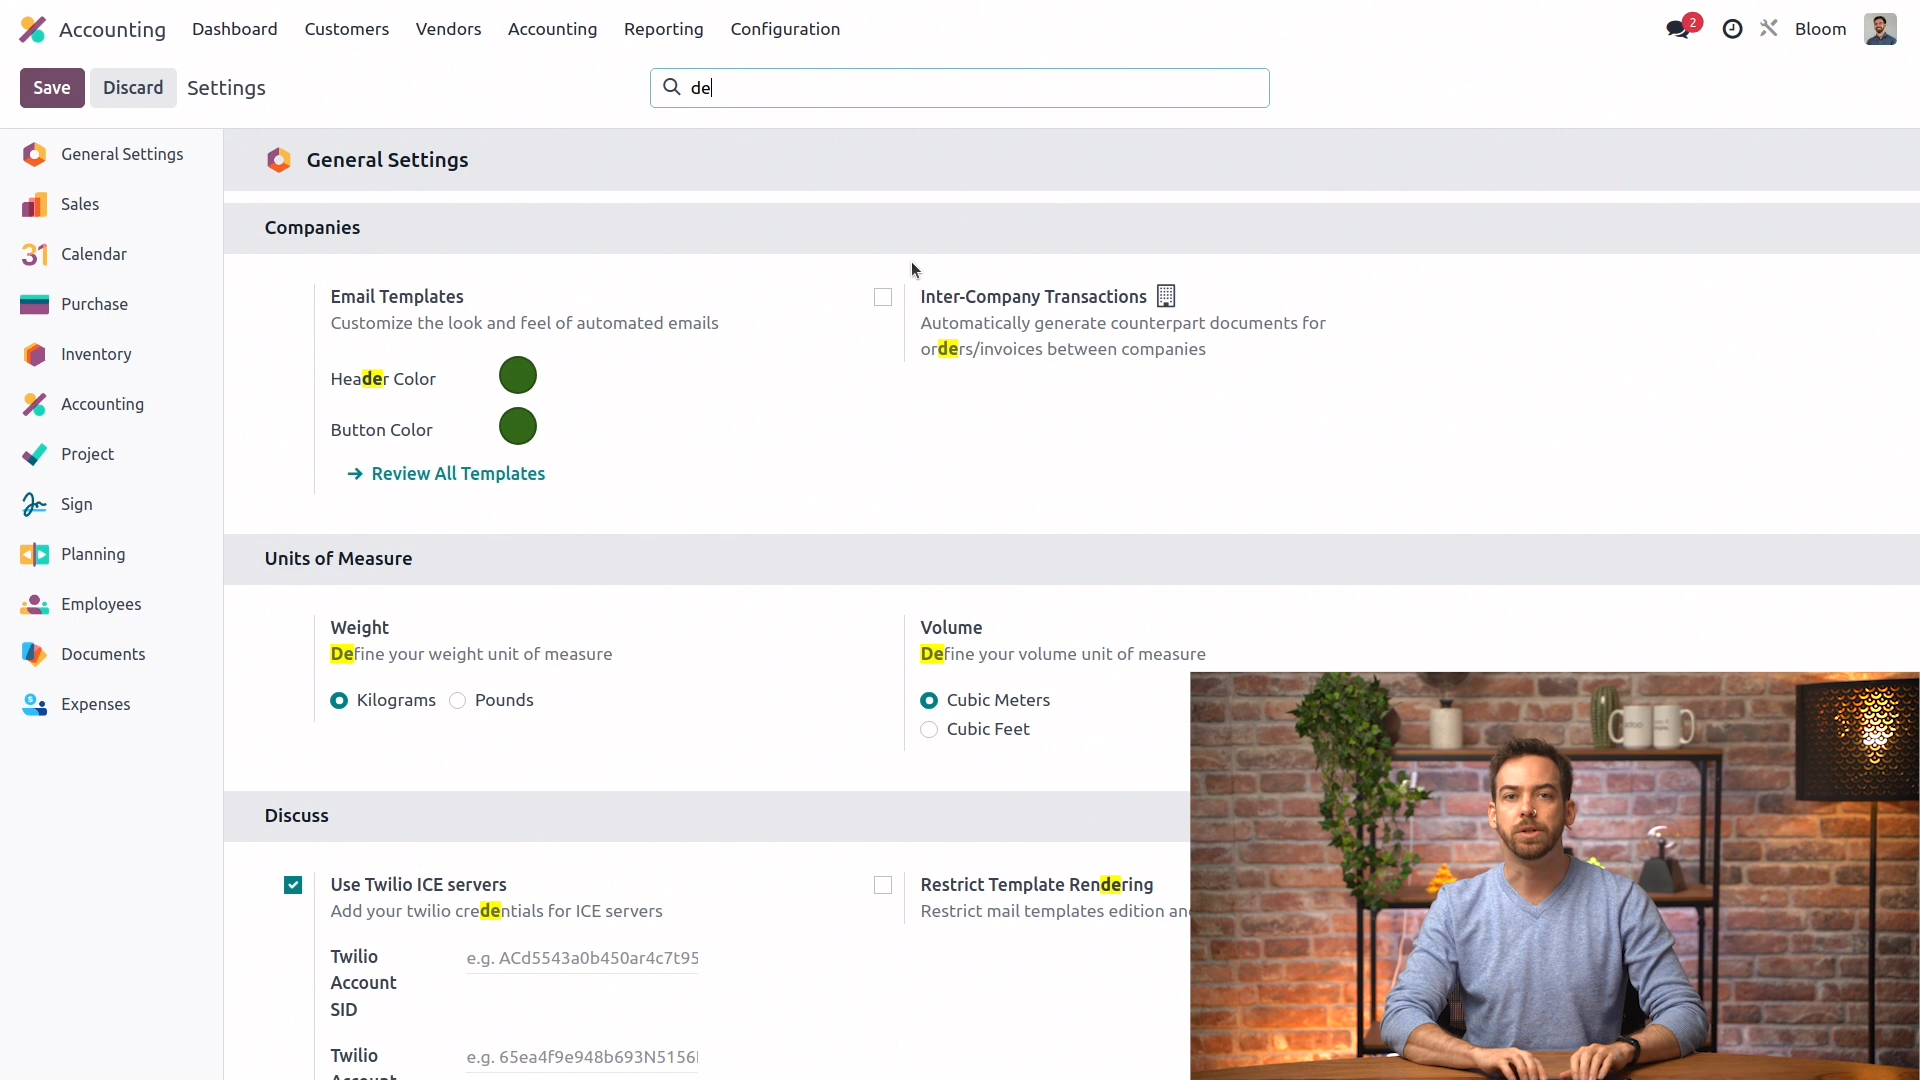 Accounting Dashboard Customers Vendors Accounting Reporting Configuration 2 Bloom
Save Discard Settings de
General Settings
Sales
31 Calendar
Purchase
Inventory
Accounting
Project
Sign
Planning
Employees
Documents
Expenses
General Settings
Companies
Email Templates
Customize the look and feel of automated emails
Header Color
Button Color
→ Review All Templates
Inter-Company Transactions
Automatically generate counterpart documents for
orders/invoices between companies
Units of Measure
Weight
Define your weight unit of measure
Kilograms Pounds
Volume
Define your volume unit of measure
Cubic Meters
Cubic Feet
Discuss
Use Twilio ICE servers
Add your twilio credentials for ICE servers
Twilio
Account
SID
e.g. ACd5543a0b450ar4c7t95
Twilio
e.g. 65ea4f9e948b693N5156
Restrict Template Rendering
Restrict mail templates edition